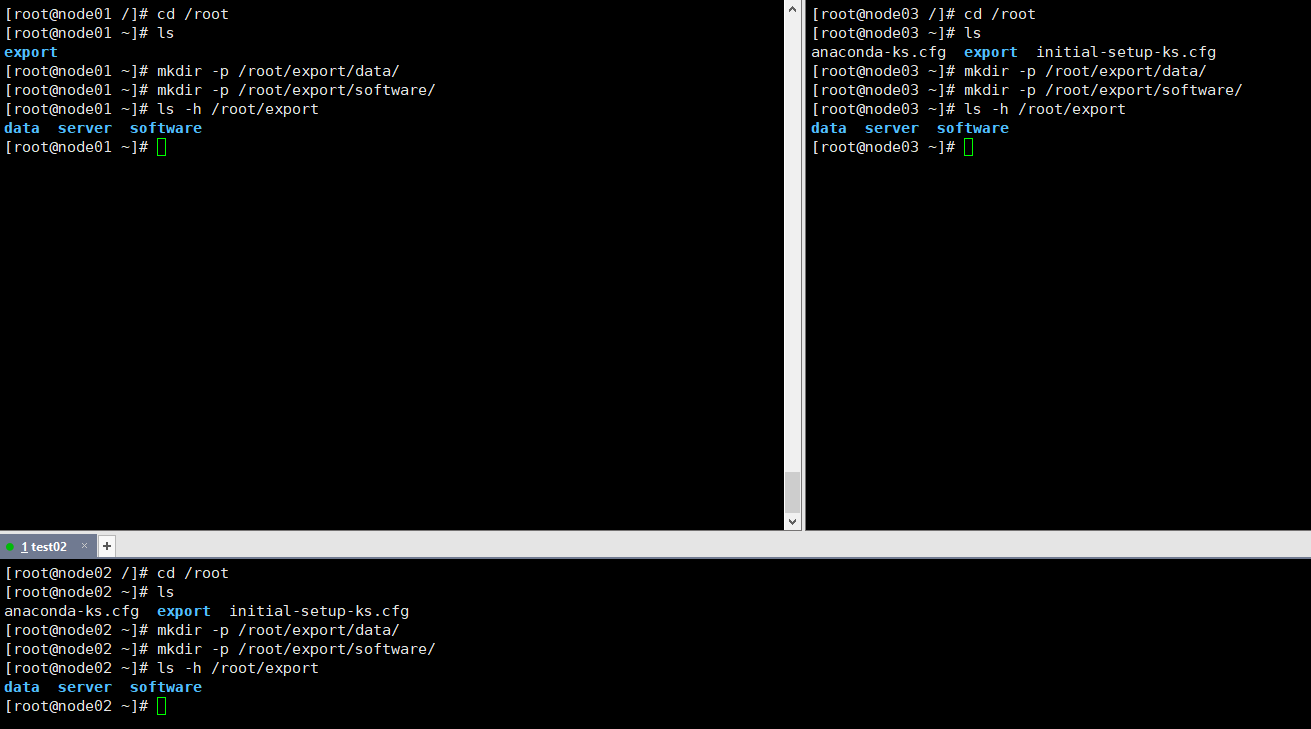 [root@node01 /]# cd /root
[root@node01 ~]# ls
export
[root@node01 ~]# mkdir -p /root/export/data/
[root@node01 ~]# mkdir -p /root/export/software/
[root@node01 ~]# ls -h /root/export
data  server  software
[root@node01 ~]#
[root@node03 /]# cd /root
[root@node03 ~]# ls
anaconda-ks.cfg  export  initial-setup-ks.cfg
[root@node03 ~]# mkdir -p /root/export/data/
[root@node03 ~]# mkdir -p /root/export/software/
[root@node03 ~]# ls -h /root/export
data  server  software
[root@node03 ~]#
1 test02 × +
[root@node02 /]# cd /root
[root@node02 ~]# ls
anaconda-ks.cfg  export  initial-setup-ks.cfg
[root@node02 ~]# mkdir -p /root/export/data/
[root@node02 ~]# mkdir -p /root/export/software/
[root@node02 ~]# ls -h /root/export
data  server  software
[root@node02 ~]#